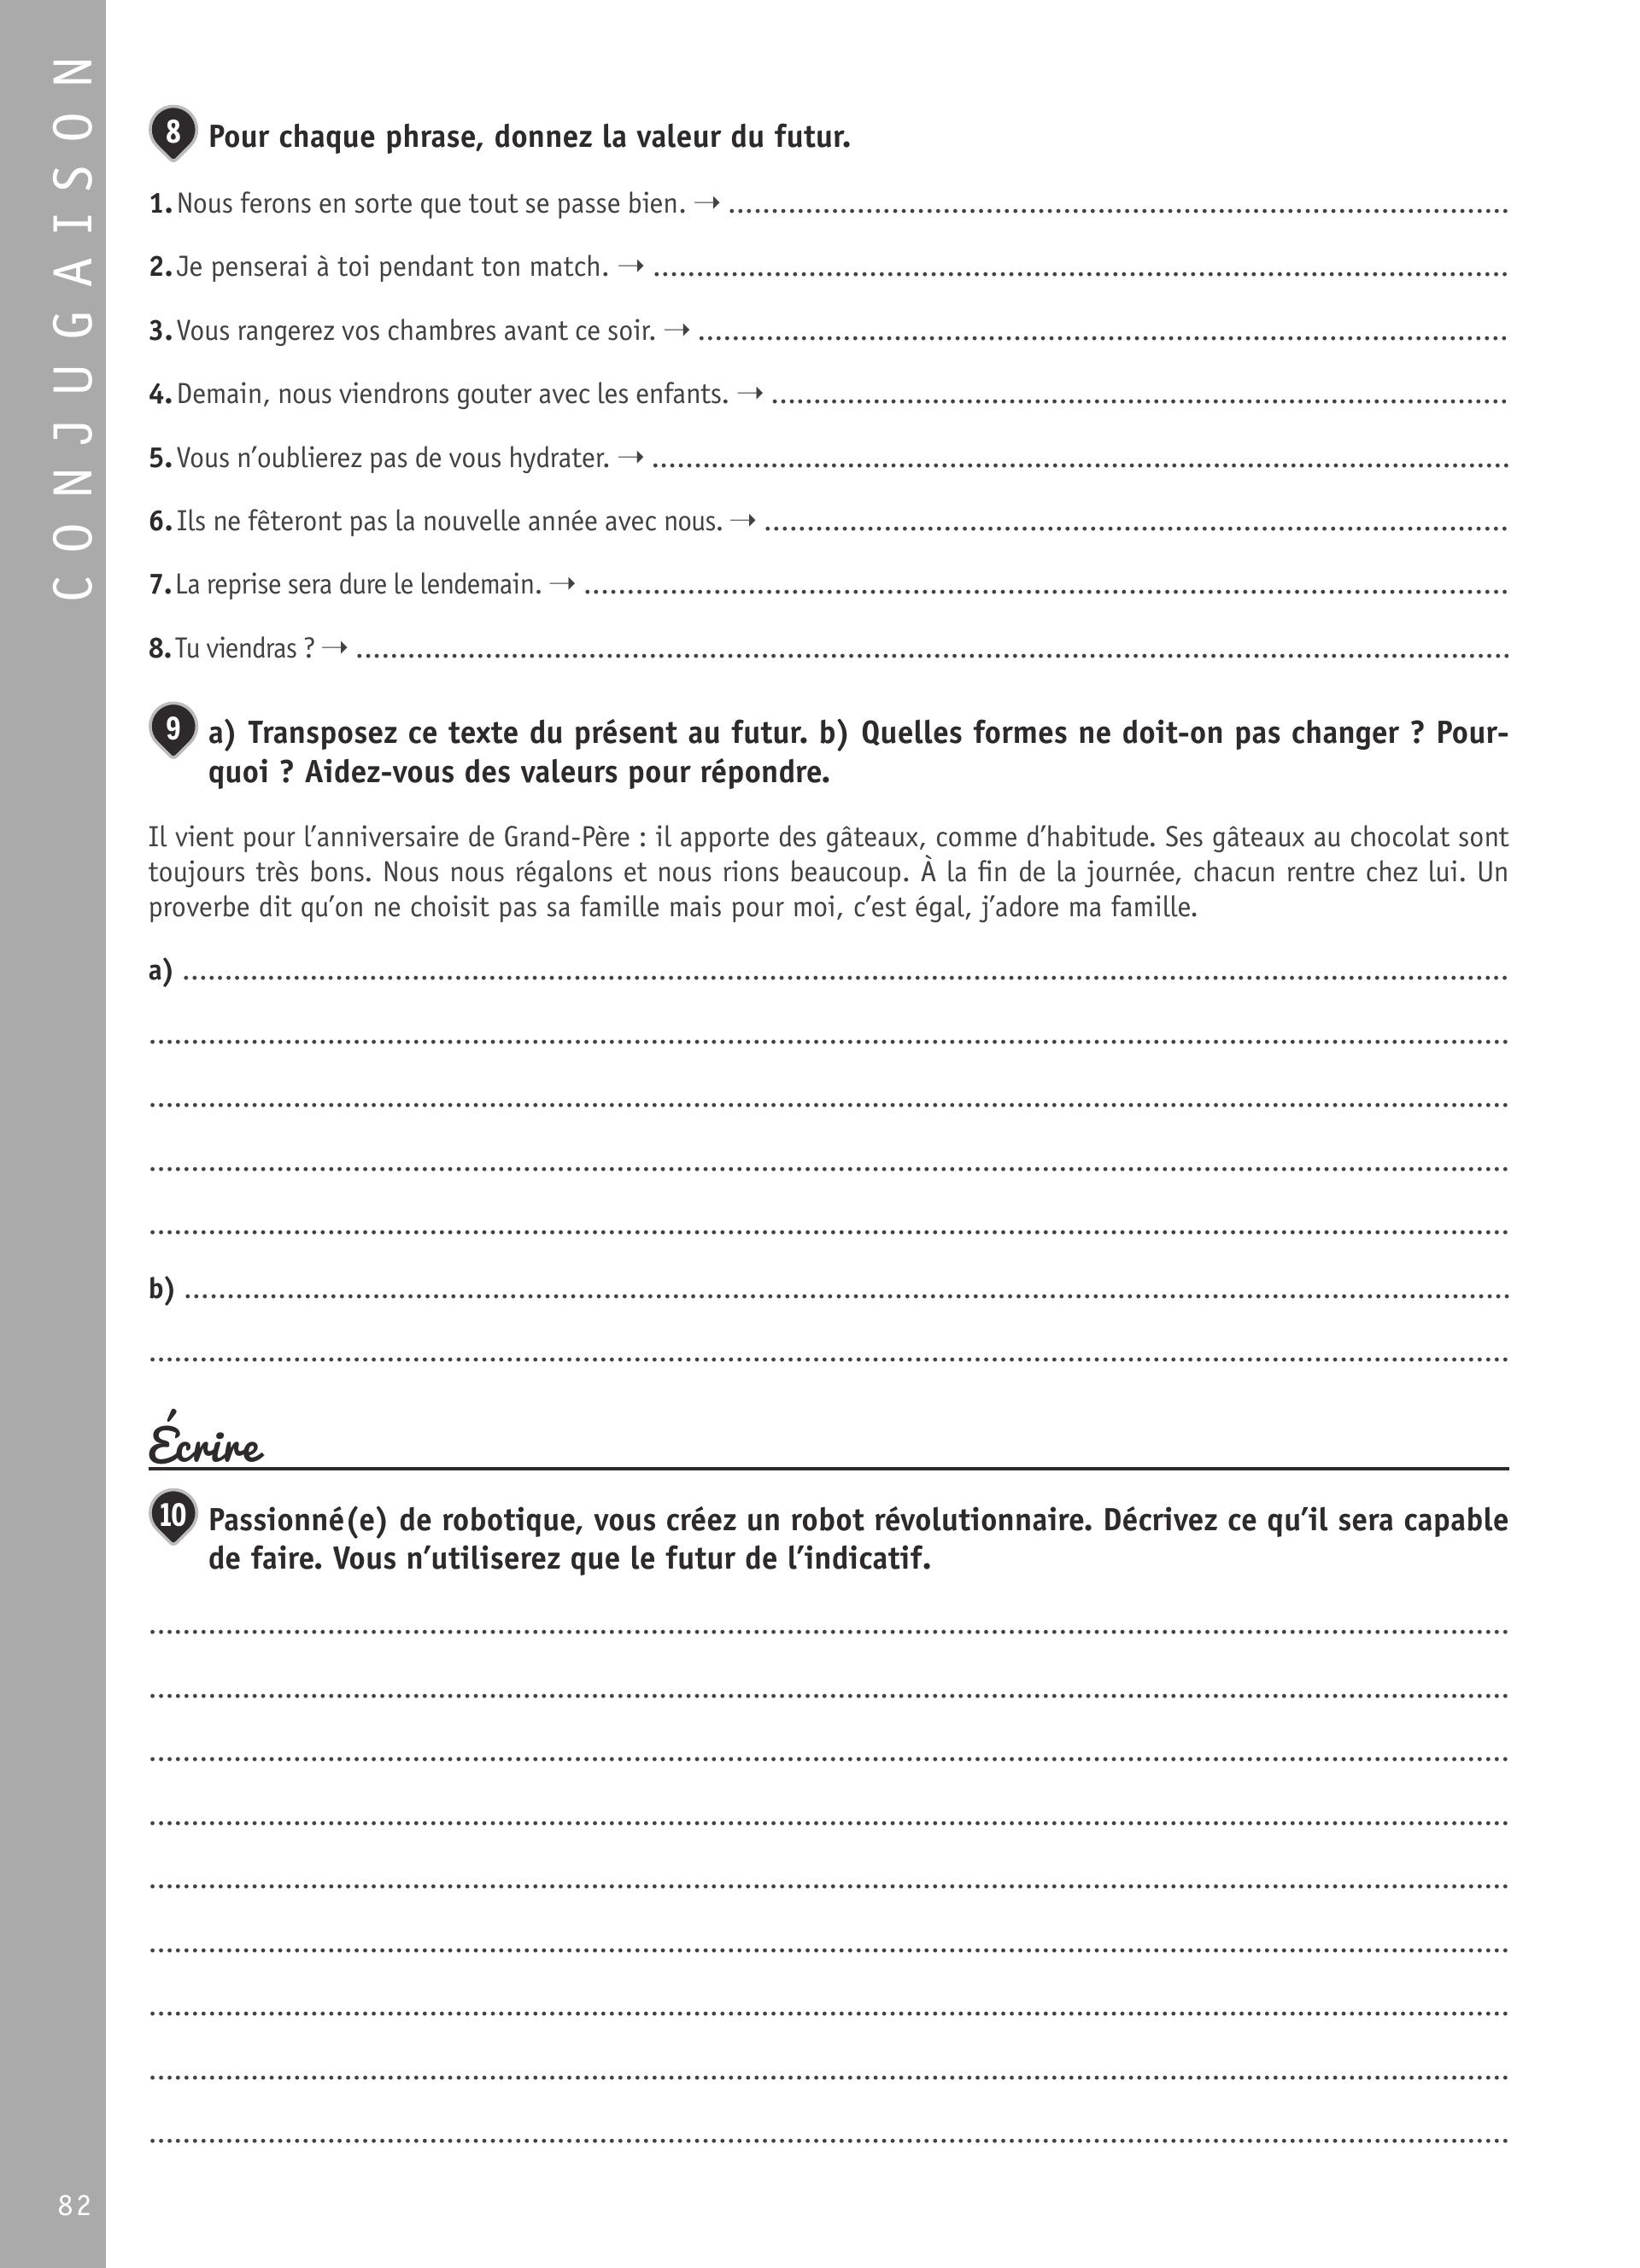 CONJUGAISON
8 Pour chaque phrase, donnez la valeur du futur.
1. Nous ferons en sorte que tout se passe bien. → ................................................................
2. Je penserai à toi pendant ton match. → ................................................................
3. Vous rangerez vos chambres avant ce soir. → ................................................................
4. Demain, nous viendrons gouter avec les enfants. → ................................................................
5. Vous n’oublierez pas de vous hydrater. → ................................................................
6. Ils ne fêteront pas la nouvelle année avec nous. → ................................................................
7. La reprise sera dure le lendemain. → ................................................................
8. Tu viendras ? → ................................................................
9 a) Transposez ce texte du présent au futur. b) Quelles formes ne doit-on pas changer ? Pour-
quoi ? Aidez-vous des valeurs pour répondre.
Il vient pour l’anniversaire de Grand-Père : il apporte des gâteaux, comme d’habitude. Ses gâteaux au chocolat sont
toujours très bons. Nous nous régalons et nous rions beaucoup. À la fin de la journée, chacun rentre chez lui. Un
proverbe dit qu’on ne choisit pas sa famille mais pour moi, c’est égal, j’adore ma famille.
a) ................................................................
b) ................................................................
Écrire
10 Passionné(e) de robotique, vous créez un robot révolutionnaire. Décrivez ce qu’il sera capable
de faire. Vous n’utiliserez que le futur de l’indicatif.
82